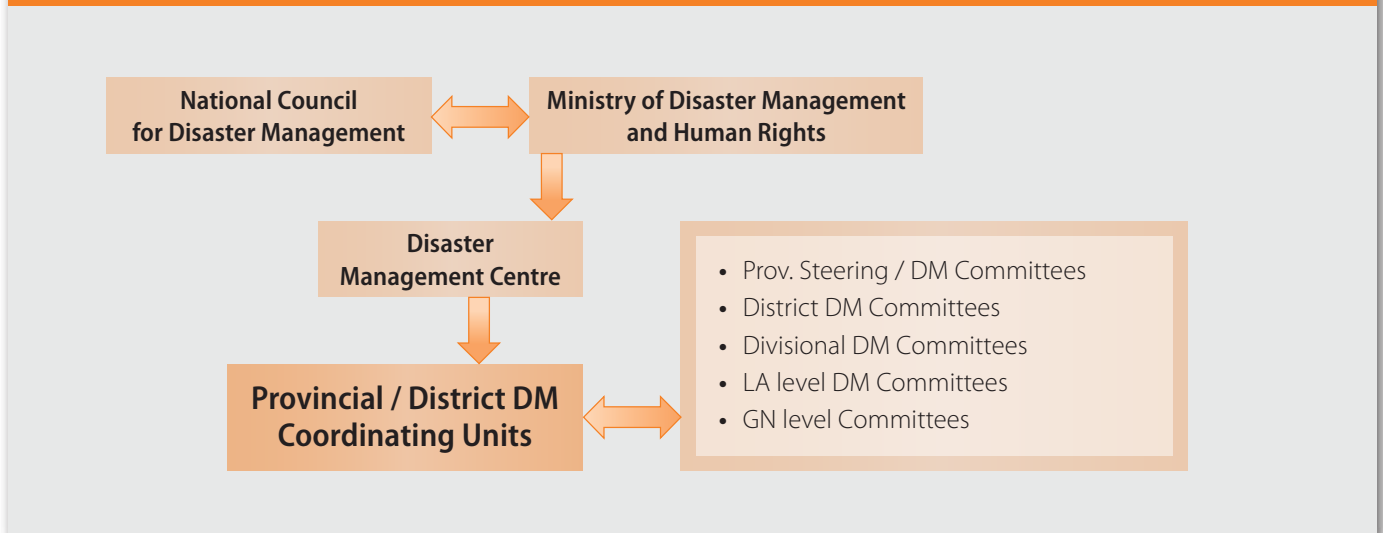 National Council
for Disaster Management
Ministry of Disaster Management
and Human Rights
Disaster
Management Centre
Provincial / District DM
Coordinating Units
• Prov. Steering / DM Committees
• District DM Committees
• Divisional DM Committees
• LA level DM Committees
• GN level Committees